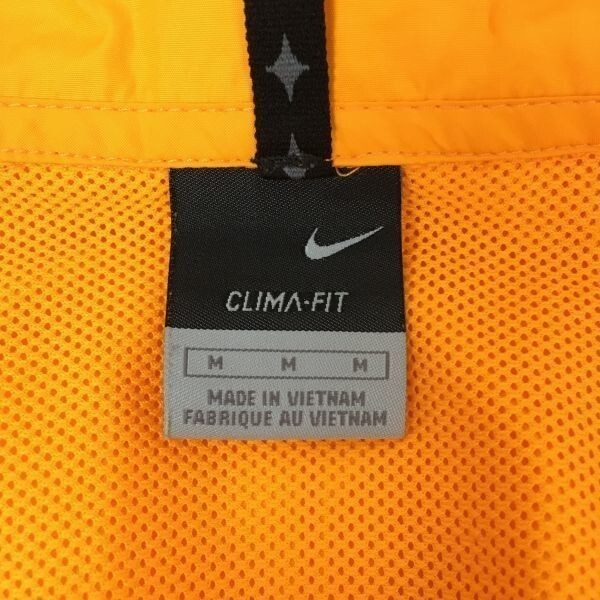 CLIMA-FIT
M M M
MADE IN VIETNAM
FABRIQUE AU VIETNAM